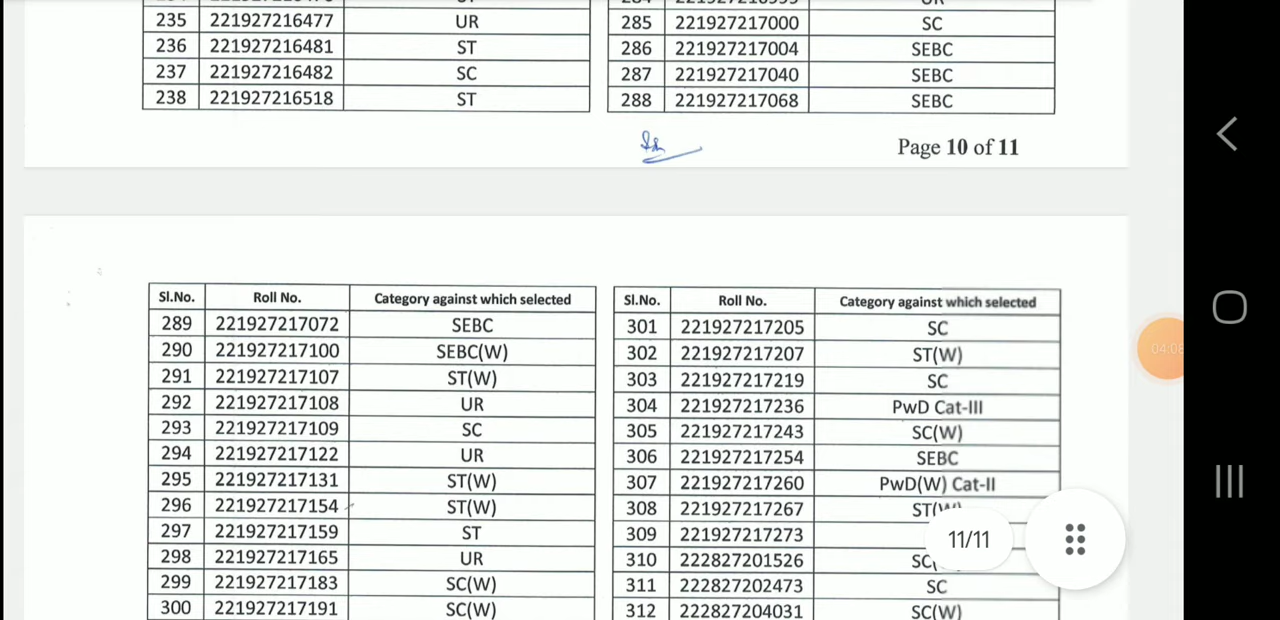 235 221927216477 UR
236 221927216481 ST
237 221927216482 SC
238 221927216518 ST
285 221927217000 SC
286 221927217004 SEBC
287 221927217040 SEBC
288 221927217068 SEBC
Page 10 of 11
Sl.No. Roll No. Category against which selected
289 221927217072 SEBC
290 221927217100 SEBC(W)
291 221927217107 ST(W)
292 221927217108 UR
293 221927217109 SC
294 221927217122 UR
295 221927217131 ST(W)
296 221927217154 ST(W)
297 221927217159 ST
298 221927217165 UR
299 221927217183 SC(W)
300 221927217191 SC(W)
Sl.No. Roll No. Category against which selected
301 221927217205 SC
302 221927217207 ST(W)
303 221927217219 SC
304 221927217236 PwD Cat-III
305 221927217243 SC(W)
306 221927217254 SEBC
307 221927217260 PwD(W) Cat-II
308 221927217267 ST(W)
309 221927217273
310 222827201526
311 222827202473 SC
312 222827204031 SC(W)
11/11